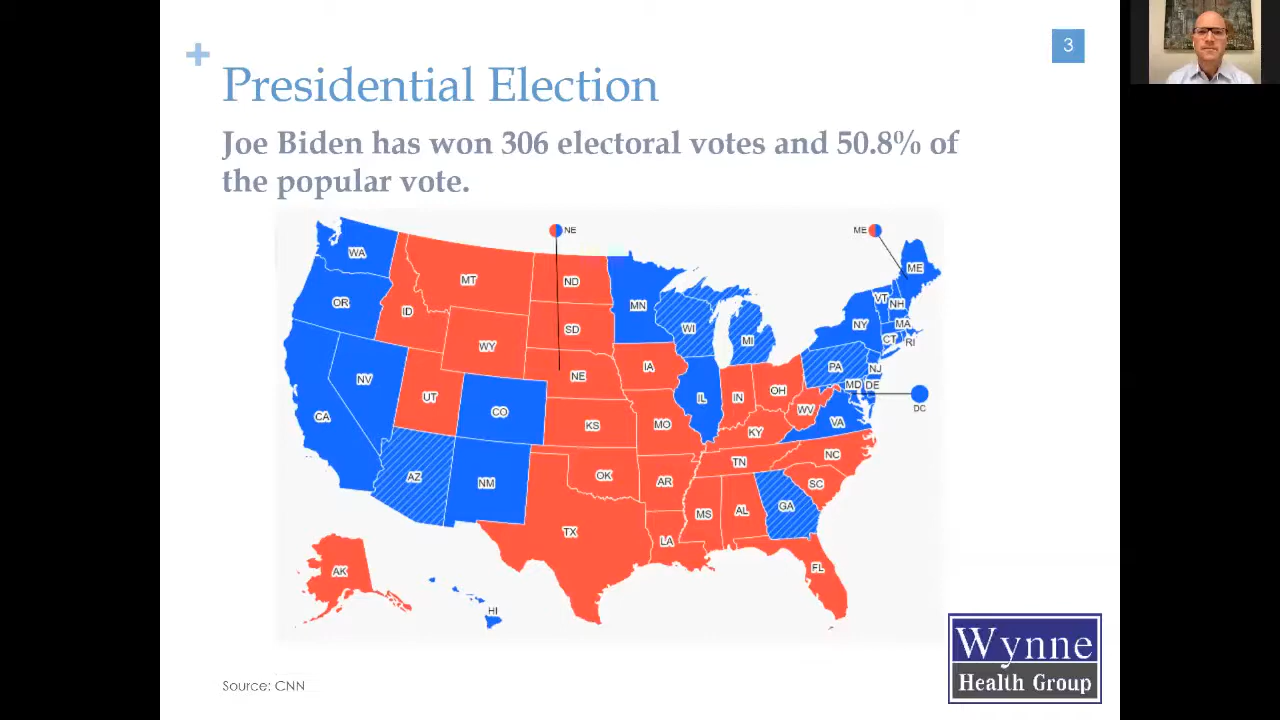 3
Presidential Election
Joe Biden has won 306 electoral votes and 50.8% of
the popular vote.
NE
ME
WA
ME
MT
ND
VT
NH
OR
MN
ID
NY
MA
SD
WI
MI
CT
RI
WY
PA
NJ
IA
NE
NV
MD
DE
OH
UT
IL
IN
DC
CO
WV
CA
VA
KS
MO
KY
NC
TN
AZ
OK
NM
AR
SC
GA
MS
AL
TX
LA
FL
AK
HI
Wynne
Health Group
Source: CNN